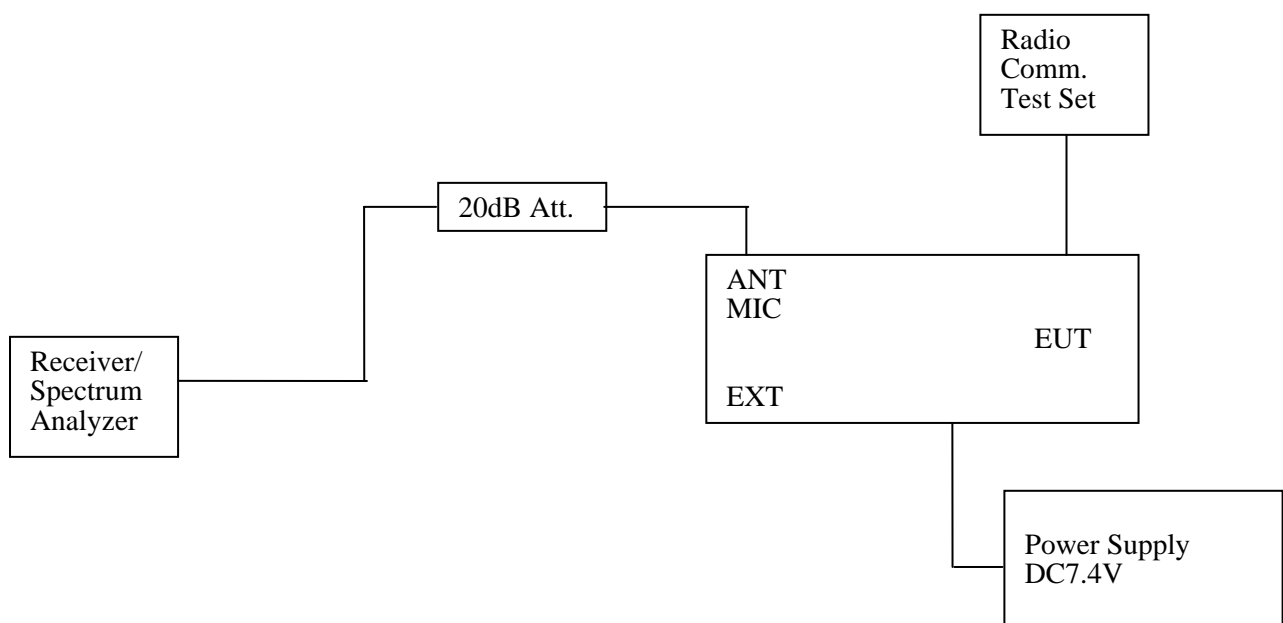 Radio
Comm.
Test Set
20dB Att.
ANT
MIC
EUT
EXT
Receiver/
Spectrum
Analyzer
Power Supply
DC7.4V